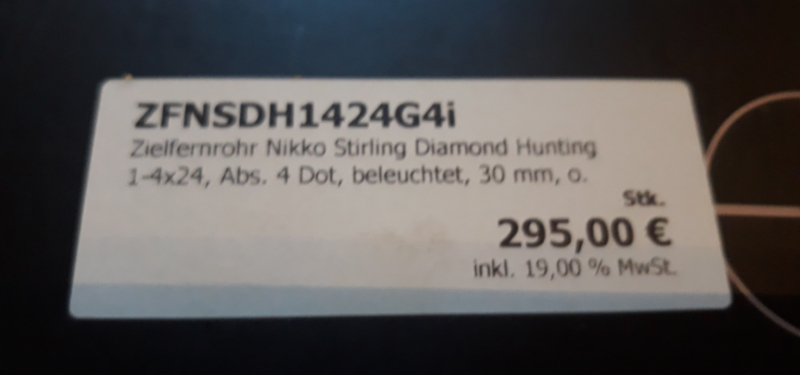 ZFNSDH1424G4i
Zielfernrohr Nikko Stirling Diamond Hunting
1-4x24, Abs. 4 Dot, beleuchtet, 30 mm, o.
Stk.
295,00 €
inkl. 19,00 % MwSt.